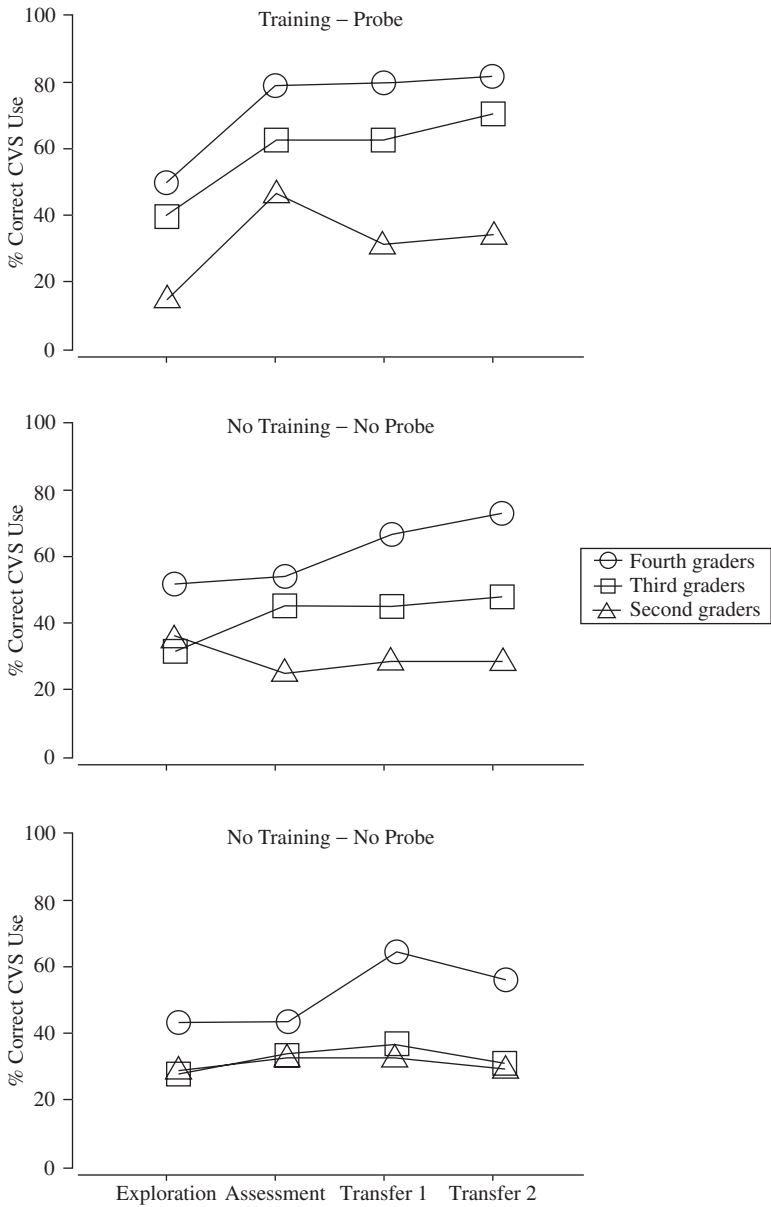 Training – Probe
% Correct CVS Use
100
80
60
40
20
0
No Training – No Probe
% Correct CVS Use
100
80
60
40
20
0
Fourth graders
Third graders
Second graders
No Training – No Probe
% Correct CVS Use
100
80
60
40
20
0
Exploration Assessment Transfer 1 Transfer 2